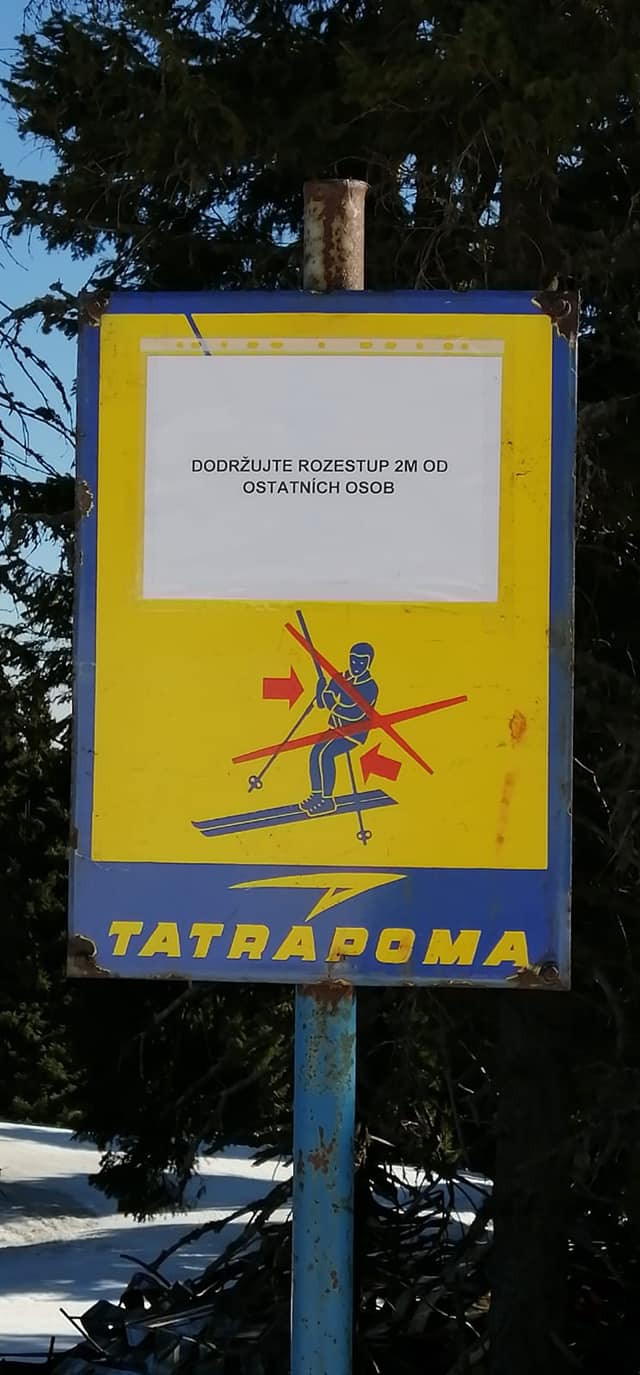 DODRŽUJTE ROZESTUP 2M OD
OSTATNÍCH OSOB
TATRAPOMA